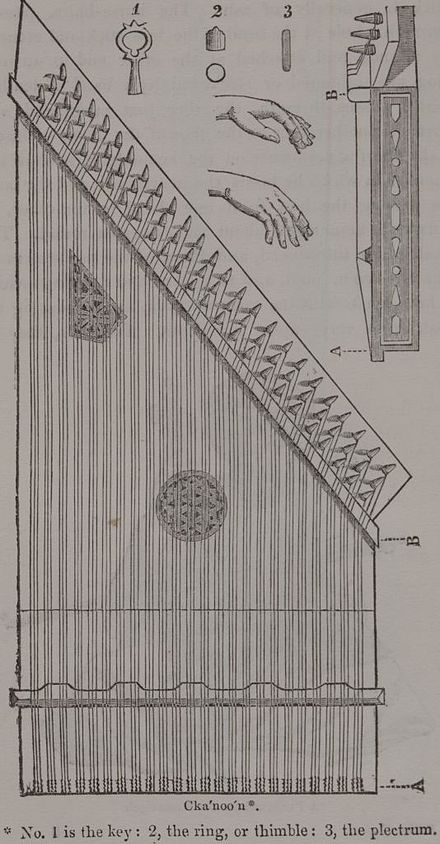 1 2 3
B
A
B
A
Cka'noo'n*.
* No. 1 is the key: 2, the ring, or thimble: 3, the plectrum.